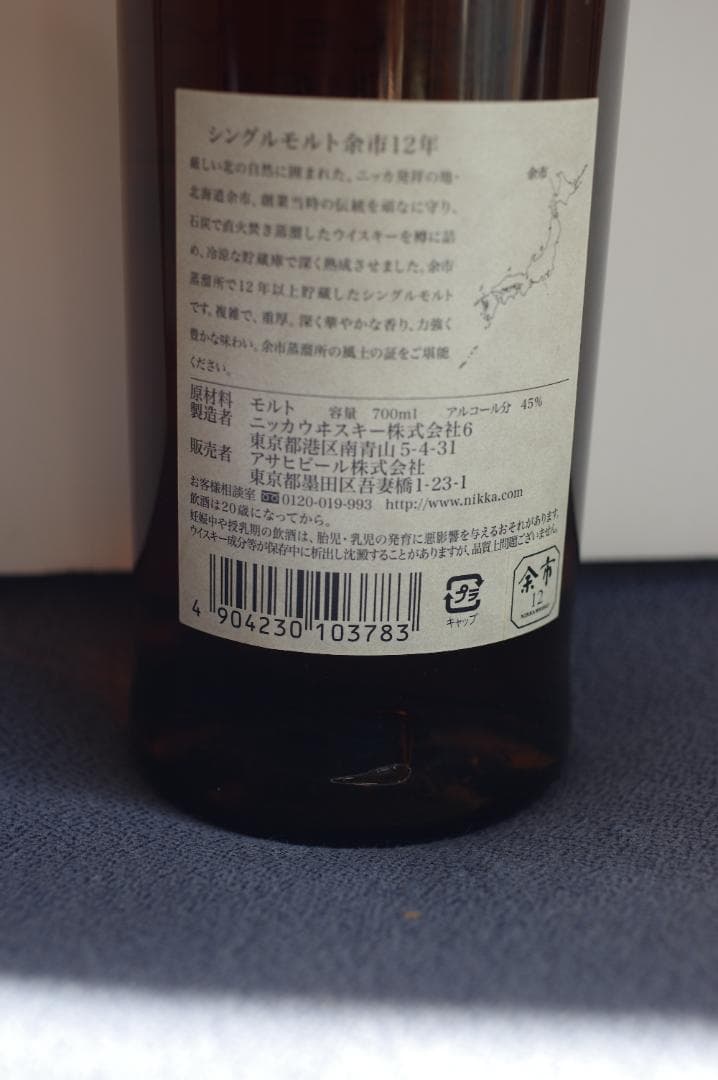 シングルモルト余市12年
厳しい北の自然に囲まれた、ニッカ発祥の地・
北海道余市、創業当時の伝統を頑なに守り、
石炭で直火焚き蒸溜したウイスキーを樽に詰
め、冷涼な貯蔵庫で深く熟成させました。余市
蒸溜所で12年以上貯蔵したシングルモルト
です。複雑で、重厚。深く華やかな香り、力強く
豊かな味わい。余市蒸溜所の風土の証をご堪能
ください。
余市
原材料 モルト 容量 700ml アルコール分 45%
製造者 ニッカウヰスキー株式会社6
東京都港区南青山5-4-31
販売者 アサヒビール株式会社
東京都墨田区吾妻橋1-23-1
お客様相談室 0120-019-993 http://www.nikka.com
飲酒は20歳になってから。
妊娠中や授乳期の飲酒は、胎児・乳児の発育に悪影響を与えるおそれがあります。
ウイスキー成分等が保存中に析出し沈澱することがありますが、品質上問題ございません。
4 904230 103783
プラ
キャップ
余市
12
NIKKA WHISKY